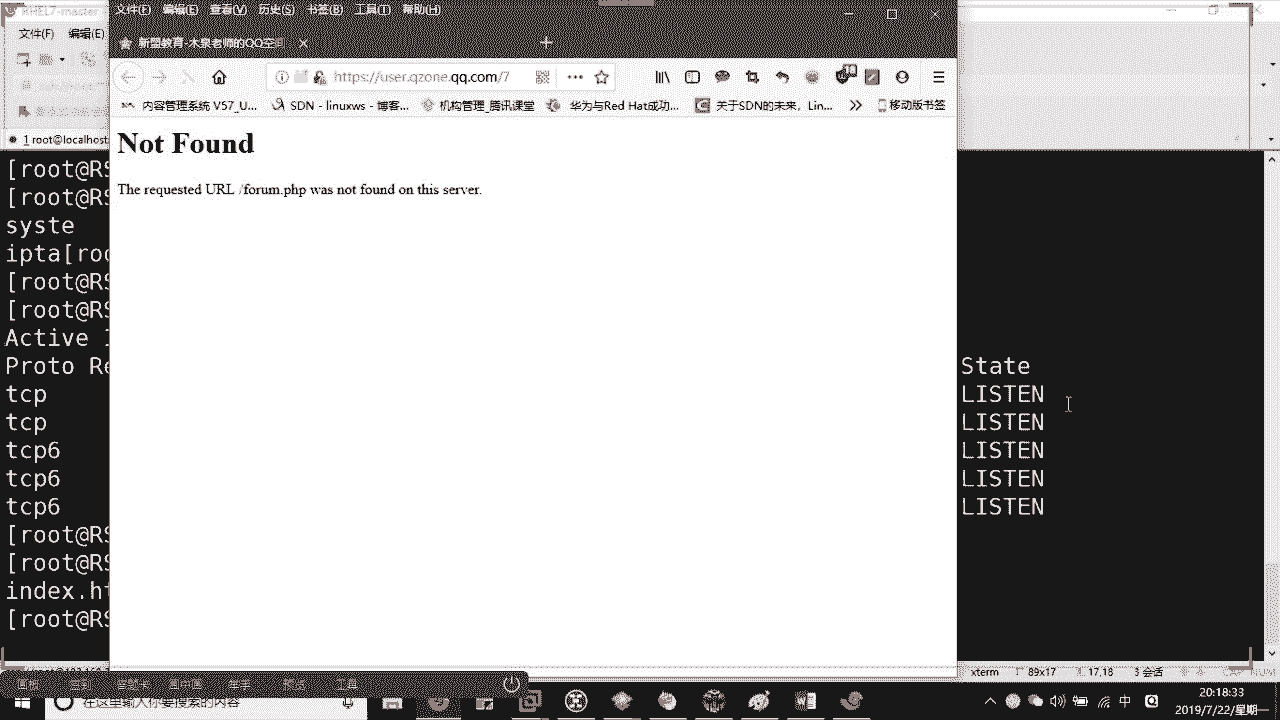 RHEL7-master
文件(F) 编辑(E)
文件(F) 编辑(E) 查看(V) 历史(S) 书签(B) 工具(T) 帮助(H)
新盟教育-木泉老师的QQ空间
https://user.qzone.qq.com/7
内容管理系统 V57_U... SDN - linuxws - 博客... 机构管理_腾讯课堂 华为与Red Hat成功... 关于SDN的未来，Lin... 移动版书签
1 root@localhost:
Not Found
The requested URL /forum.php was not found on this server.
[root@RS
[root@RS
syste
ipta[roo
[root@RS
[root@RS
Active
Proto Re State
tcp LISTEN
tcp LISTEN
tcp6 LISTEN
tcp6 LISTEN
tcp6 LISTEN
[root@RS
[root@RS
index.ht
[root@RS
xterm 89x17 17,18 3 会话 CAP NUM
在这里输入你要搜索的内容
中
20:18:33
2019/7/22/星期一